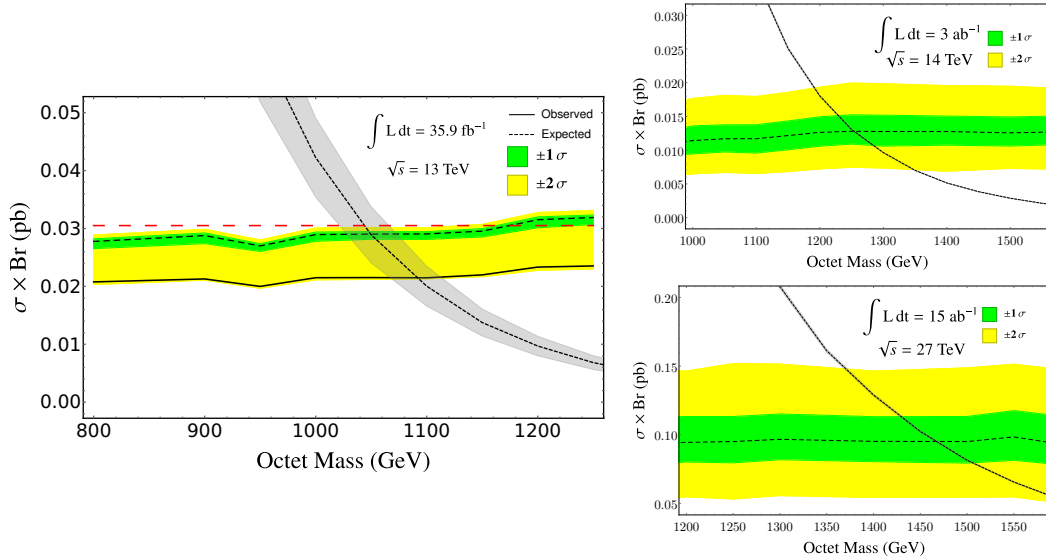 0.05
0.04
0.03
0.02
0.01
0.00
σ × Br (pb)
∫ L dt = 35.9 fb⁻¹
√s = 13 TeV
Observed
Expected
±1 σ
±2 σ
800 900 1000 1100 1200
Octet Mass (GeV)
0.030
0.025
0.020
0.015
0.010
0.005
0.000
σ × Br (pb)
∫ L dt = 3 ab⁻¹
√s = 14 TeV
±1 σ
±2 σ
1000 1100 1200 1300 1400 1500
Octet Mass (GeV)
0.20
0.15
0.10
0.05
σ × Br (pb)
∫ L dt = 15 ab⁻¹
√s = 27 TeV
±1 σ
±2 σ
1200 1250 1300 1350 1400 1450 1500 1550
Octet Mass (GeV)